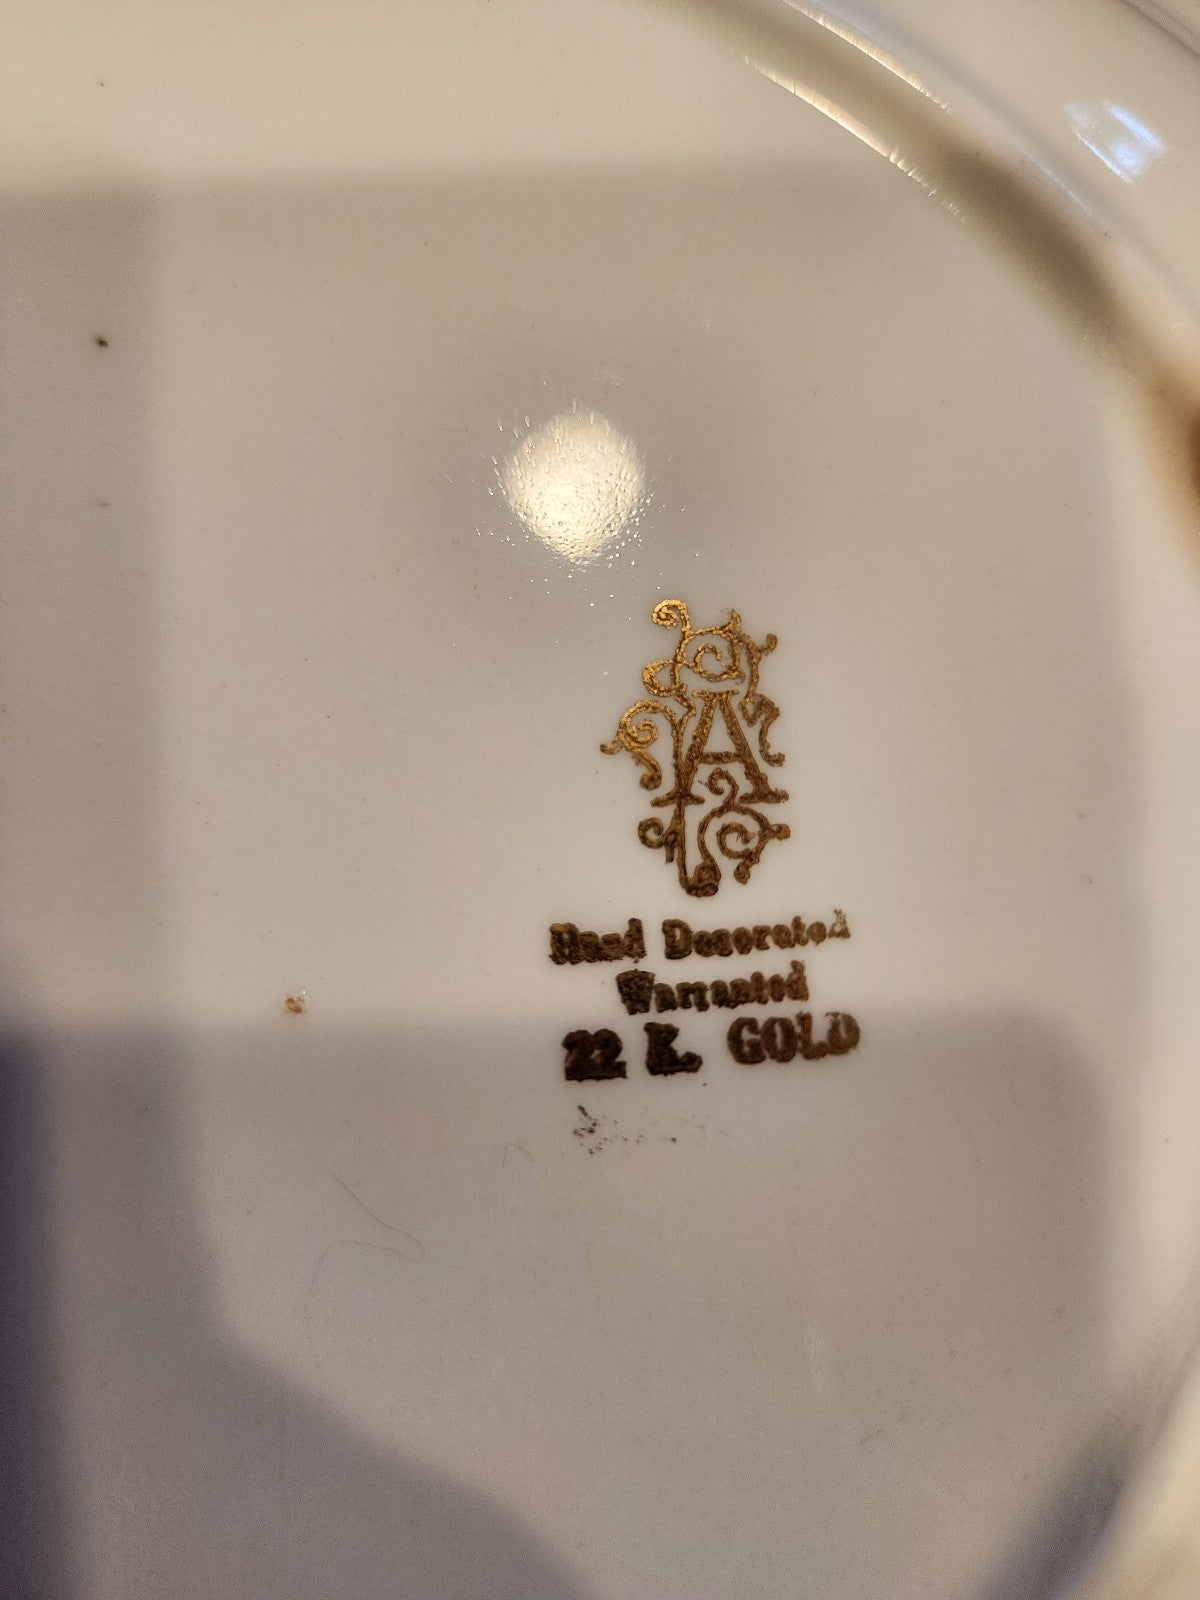 A
Hand Decorated
Warranted
22 K. GOLD